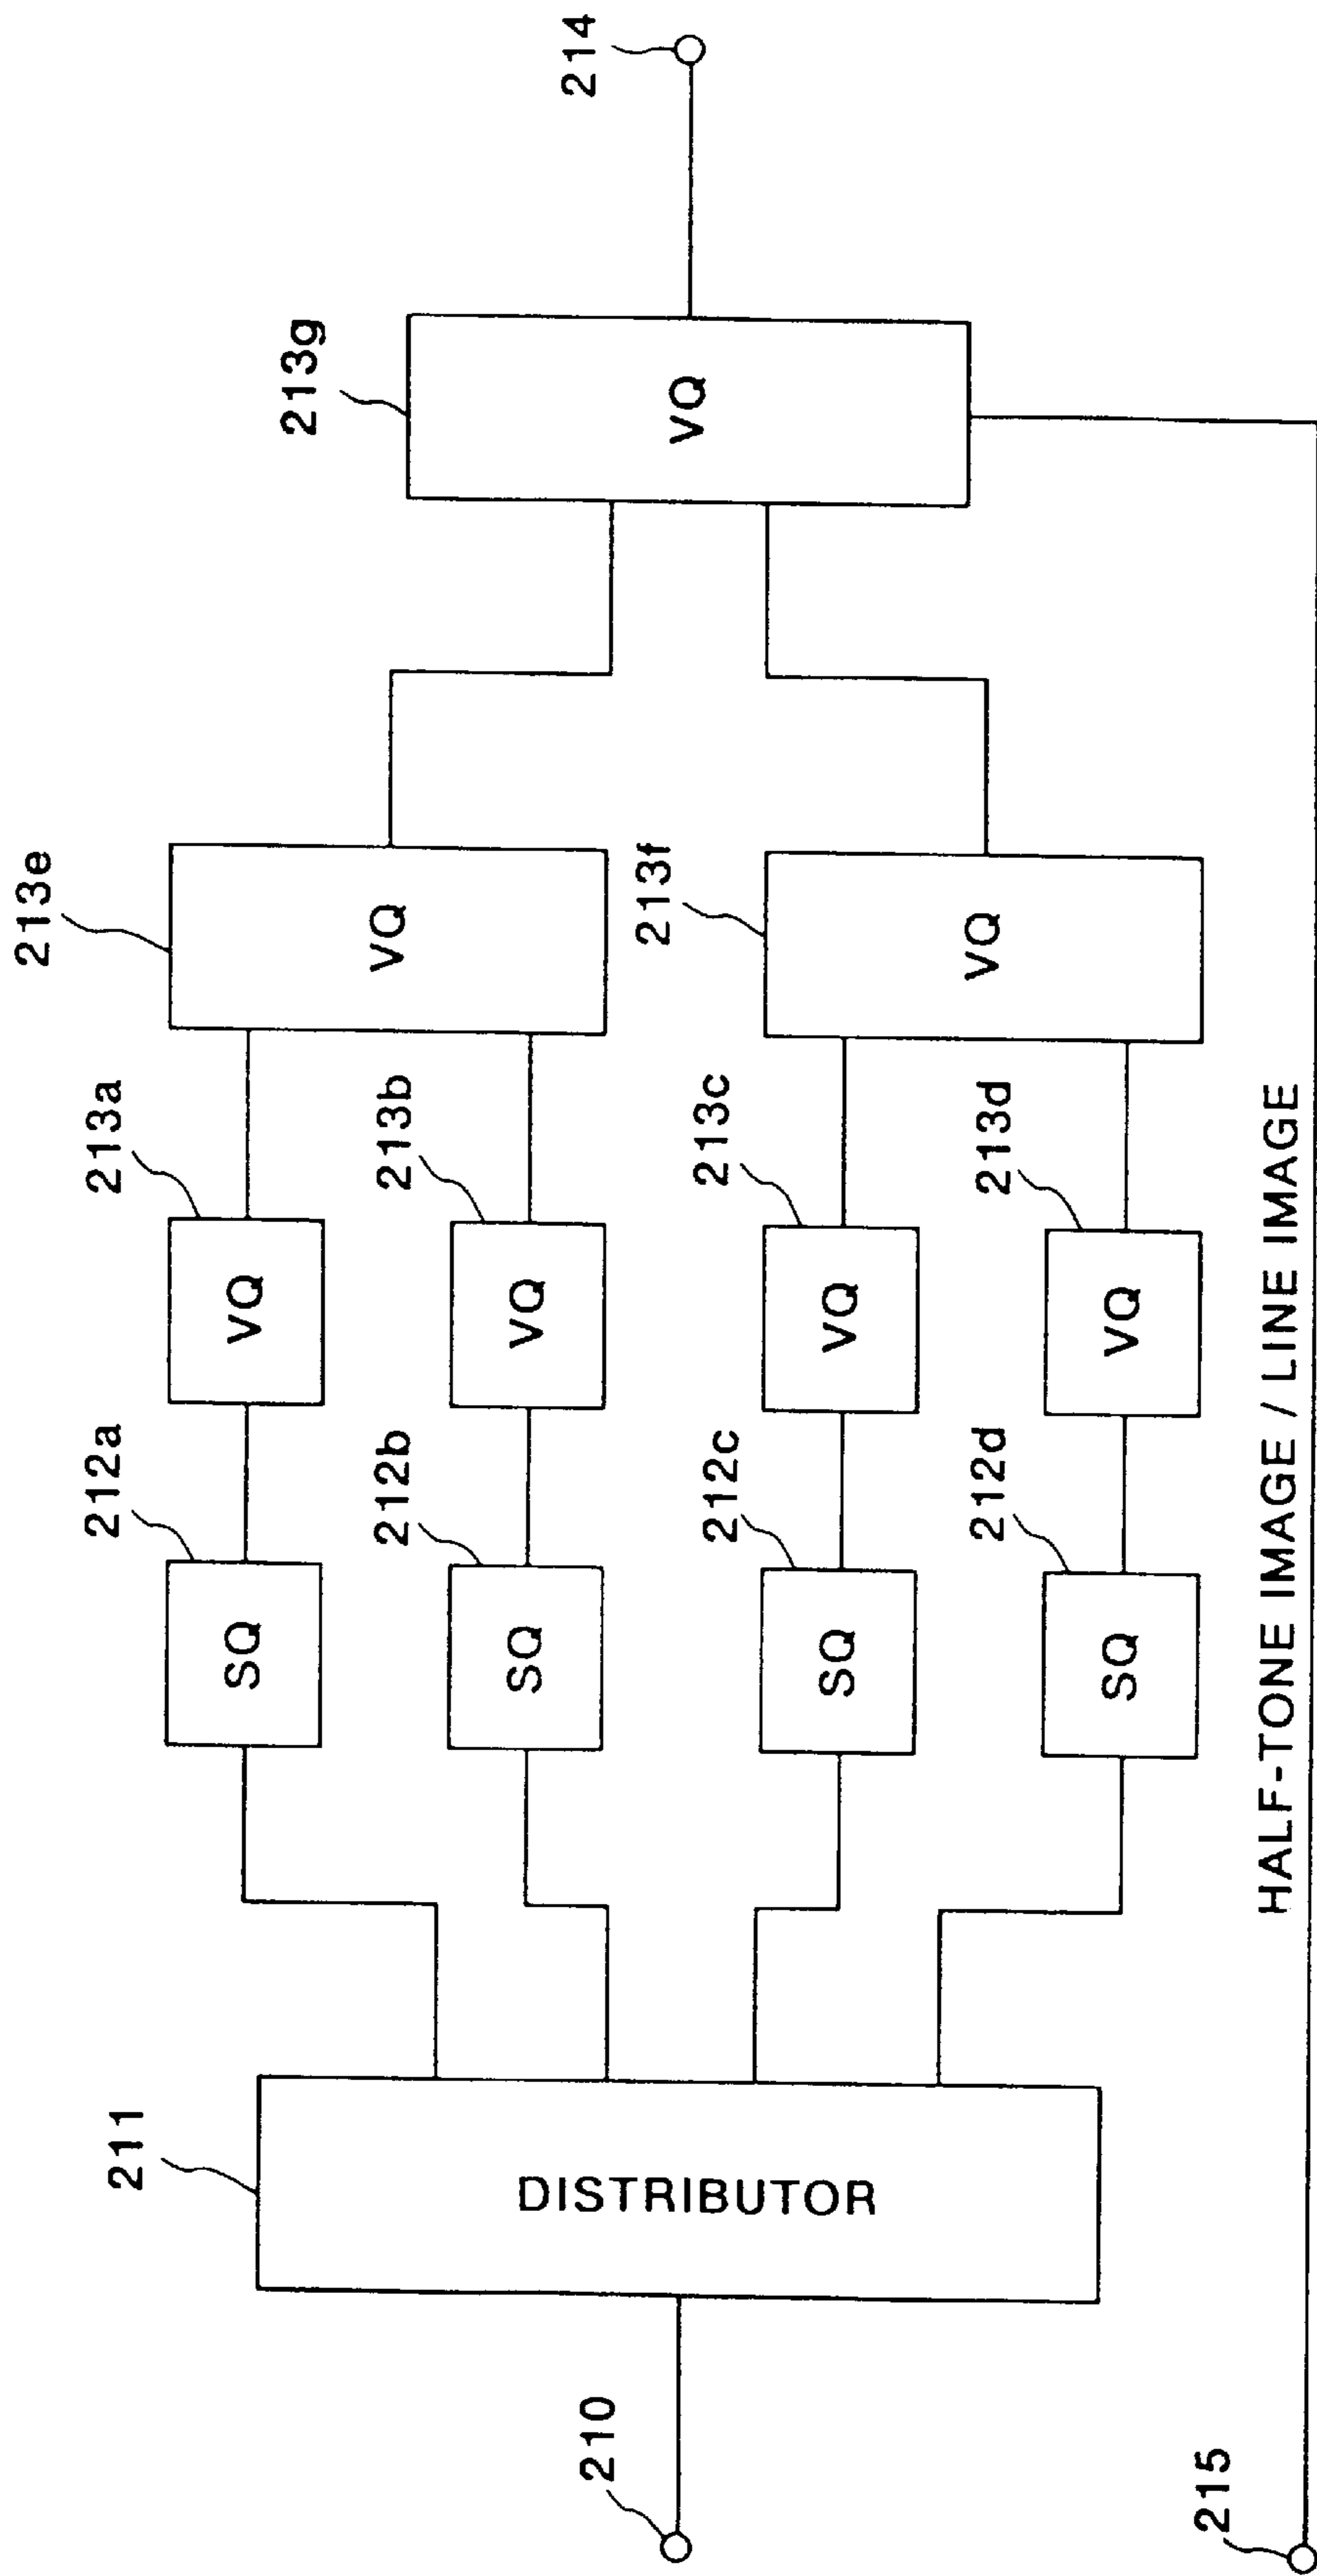 210
211
DISTRIBUTOR
212a
SQ
213a
VQ
212b
SQ
213b
VQ
212c
SQ
213c
VQ
212d
SQ
213d
VQ
213e
VQ
213f
VQ
213g
VQ
214
215
HALF-TONE IMAGE / LINE IMAGE